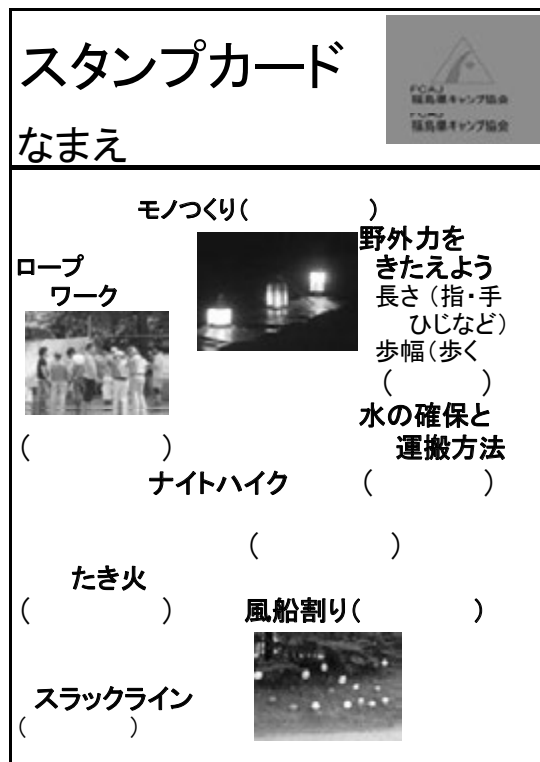 スタンプカード
FCAJ
福島県キャンプ協会
福島県キャンプ協会
なまえ
モノつくり(　　　　　)
ロープ
ワーク
(　　　　　)
野外力を
きたえよう
長さ（指・手
ひじなど）
歩幅（歩く
(　　　　)
水の確保と
運搬方法
(　　　　　)
ナイトハイク
(　　　　　)
たき火
(　　　　　)
風船割り(　　　　　)
スラックライン
(　　　　)